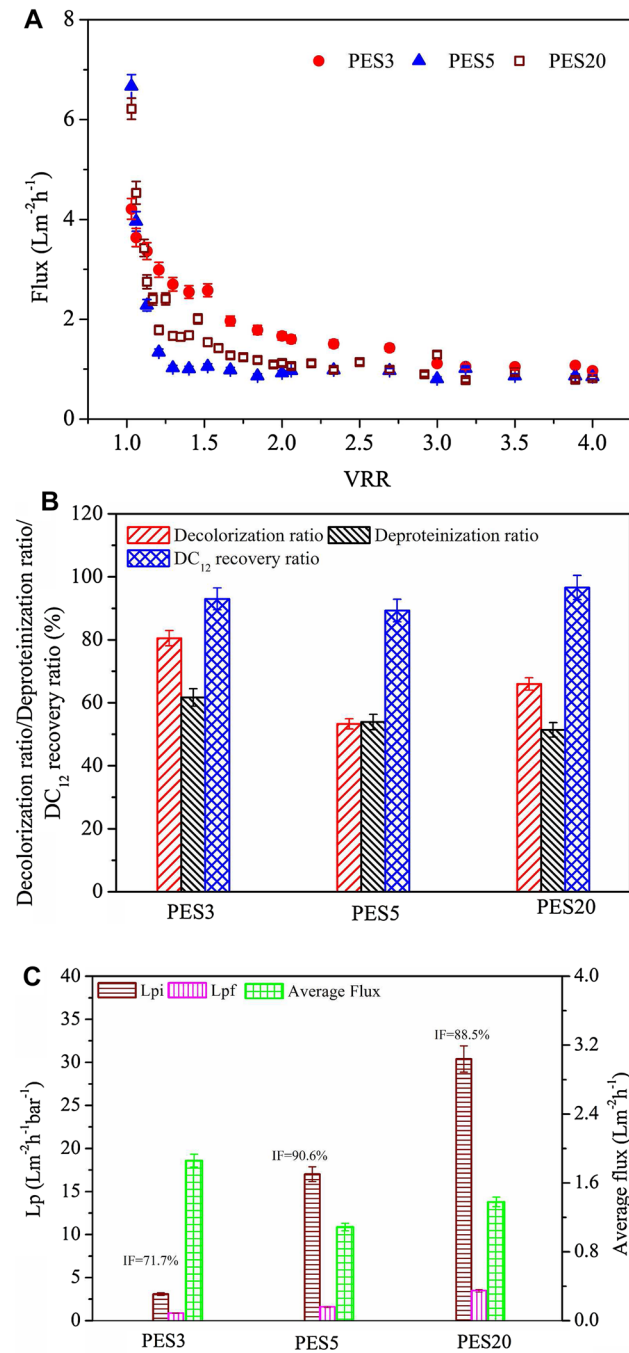 A
PES3 PES5 PES20
8
6
4
2
0
Flux (Lm⁻²h⁻¹)
1.0 1.5 2.0 2.5 3.0 3.5 4.0
VRR
B
Decolorization ratio Deproteinization ratio
DC₁₂ recovery ratio
120
100
80
60
40
20
0
Decolorization ratio/Deproteinization ratio/
DC₁₂ recovery ratio (%)
PES3 PES5 PES20
C
Lpi Lpf Average Flux
40
35
30
25
20
15
10
5
0
Lp (Lm⁻²h⁻¹bar⁻¹)
IF=71.7%
IF=90.6%
IF=88.5%
4.0
3.2
2.4
1.6
0.8
0.0
Average flux (Lm⁻²h⁻¹)
PES3 PES5 PES20